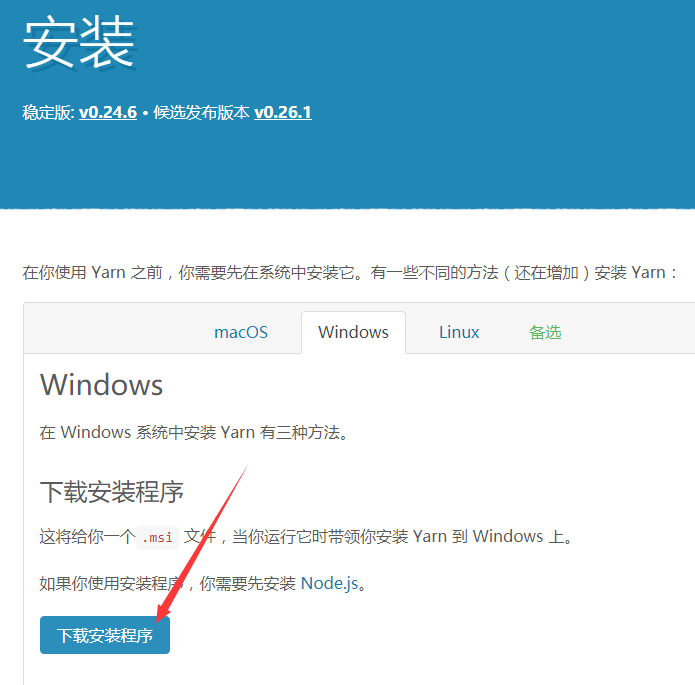 安装
稳定版: v0.24.6 • 候选发布版本 v0.26.1
在你使用 Yarn 之前，你需要先在系统中安装它。有一些不同的方法（还在增加）安装 Yarn：
macOS Windows Linux 备选
Windows
在 Windows 系统中安装 Yarn 有三种方法。
下载安装程序
这将给你一个 .msi 文件，当你运行它时带领你安装 Yarn 到 Windows 上。
如果你使用安装程序，你需要先安装 Node.js。
下载安装程序